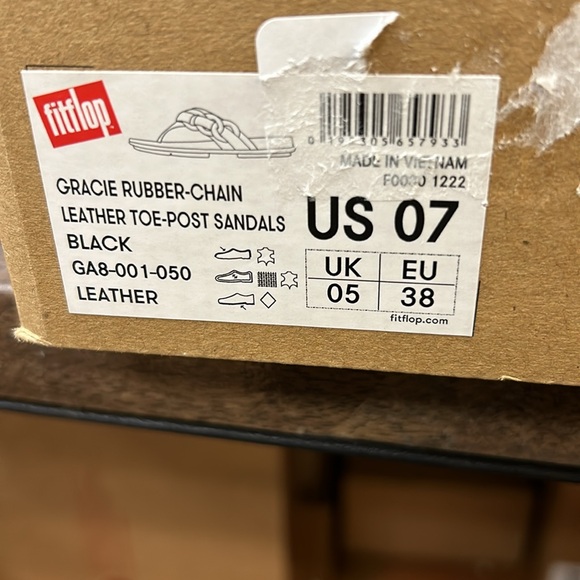 fitflop
MADE IN VIETNAM
1222
GRACIE RUBBER-CHAIN
LEATHER TOE-POST SANDALS
BLACK
GA8-001-050
LEATHER
US 07
UK EU
05 38
fitflop.com